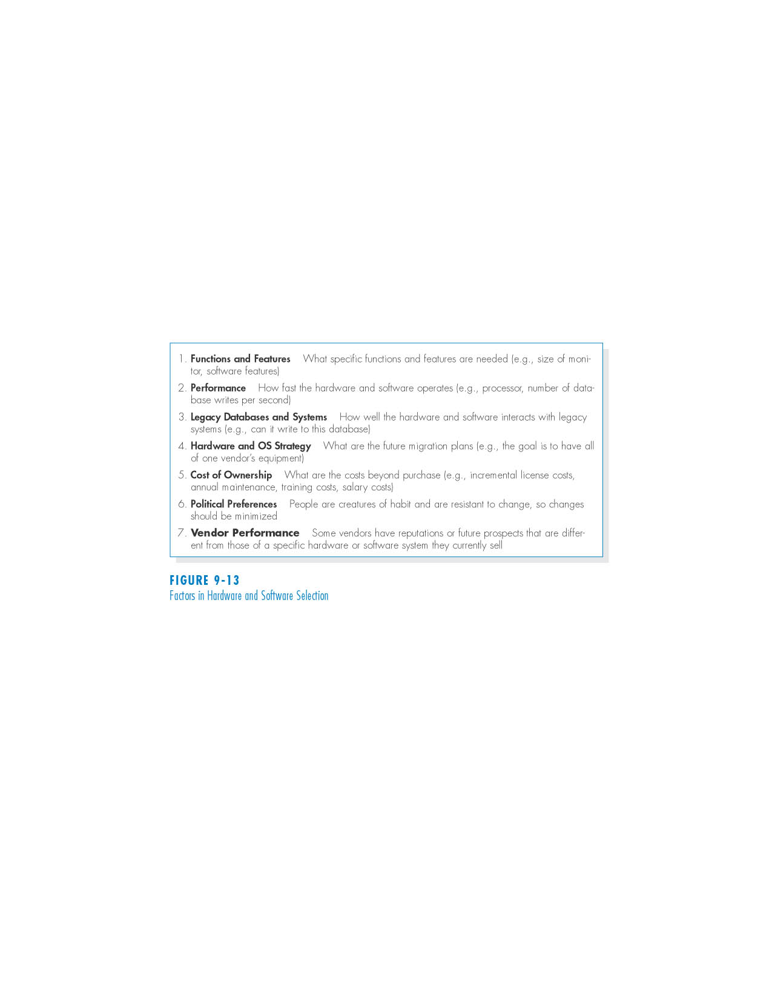 1. Functions and Features What specific functions and features are needed (e.g., size of moni-
tor, software features)
2. Performance How fast the hardware and software operates (e.g., processor, number of data-
base writes per second)
3. Legacy Databases and Systems How well the hardware and software interacts with legacy
systems (e.g., can it write to this database)
4. Hardware and OS Strategy What are the future migration plans (e.g., the goal is to have all
of one vendor’s equipment)
5. Cost of Ownership What are the costs beyond purchase (e.g., incremental license costs,
annual maintenance, training costs, salary costs)
6. Political Preferences People are creatures of habit and are resistant to change, so changes
should be minimized
7. Vendor Performance Some vendors have reputations or future prospects that are differ-
ent from those of a specific hardware or software system they currently sell
FIGURE 9-13
Factors in Hardware and Software Selection